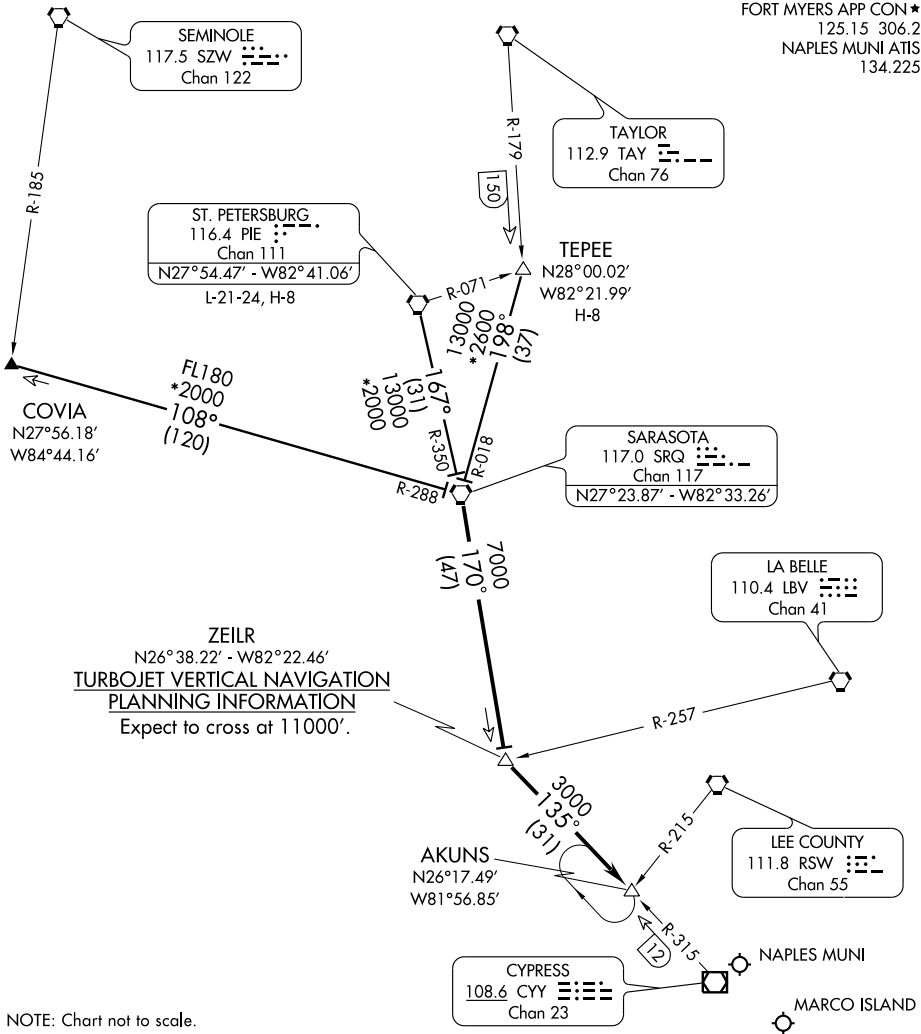 FORT MYERS APP CON ★
125.15 306.2
NAPLES MUNI ATIS
134.225
SEMINOLE
117.5 SZW
Chan 122
R-185
R-179
TAYLOR
112.9 TAY
Chan 76
150
ST. PETERSBURG
116.4 PIE
Chan 111
N27°54.47' - W82°41.06'
L-21-24, H-8
R-071
TEPEE
N28°00.02'
W82°21.99'
H-8
13000
*2600
198°
(37)
167°
(31)
13000
*2000
R-350
R-018
COVIA
N27°56.18'
W84°44.16'
FL180
*2000
108°
(120)
R-288
SARASOTA
117.0 SRQ
Chan 117
N27°23.87' - W82°33.26'
7000
170°
(47)
LA BELLE
110.4 LBV
Chan 41
R-257
ZEILR
N26°38.22' - W82°22.46'
TURBOJET VERTICAL NAVIGATION
PLANNING INFORMATION
Expect to cross at 11000'.
3000
135°
(31)
R-215
LEE COUNTY
111.8 RSW
Chan 55
AKUNS
N26°17.49'
W81°56.85'
R-315
12
CYPRESS
108.6 CYY
Chan 23
NAPLES MUNI
MARCO ISLAND
NOTE: Chart not to scale.